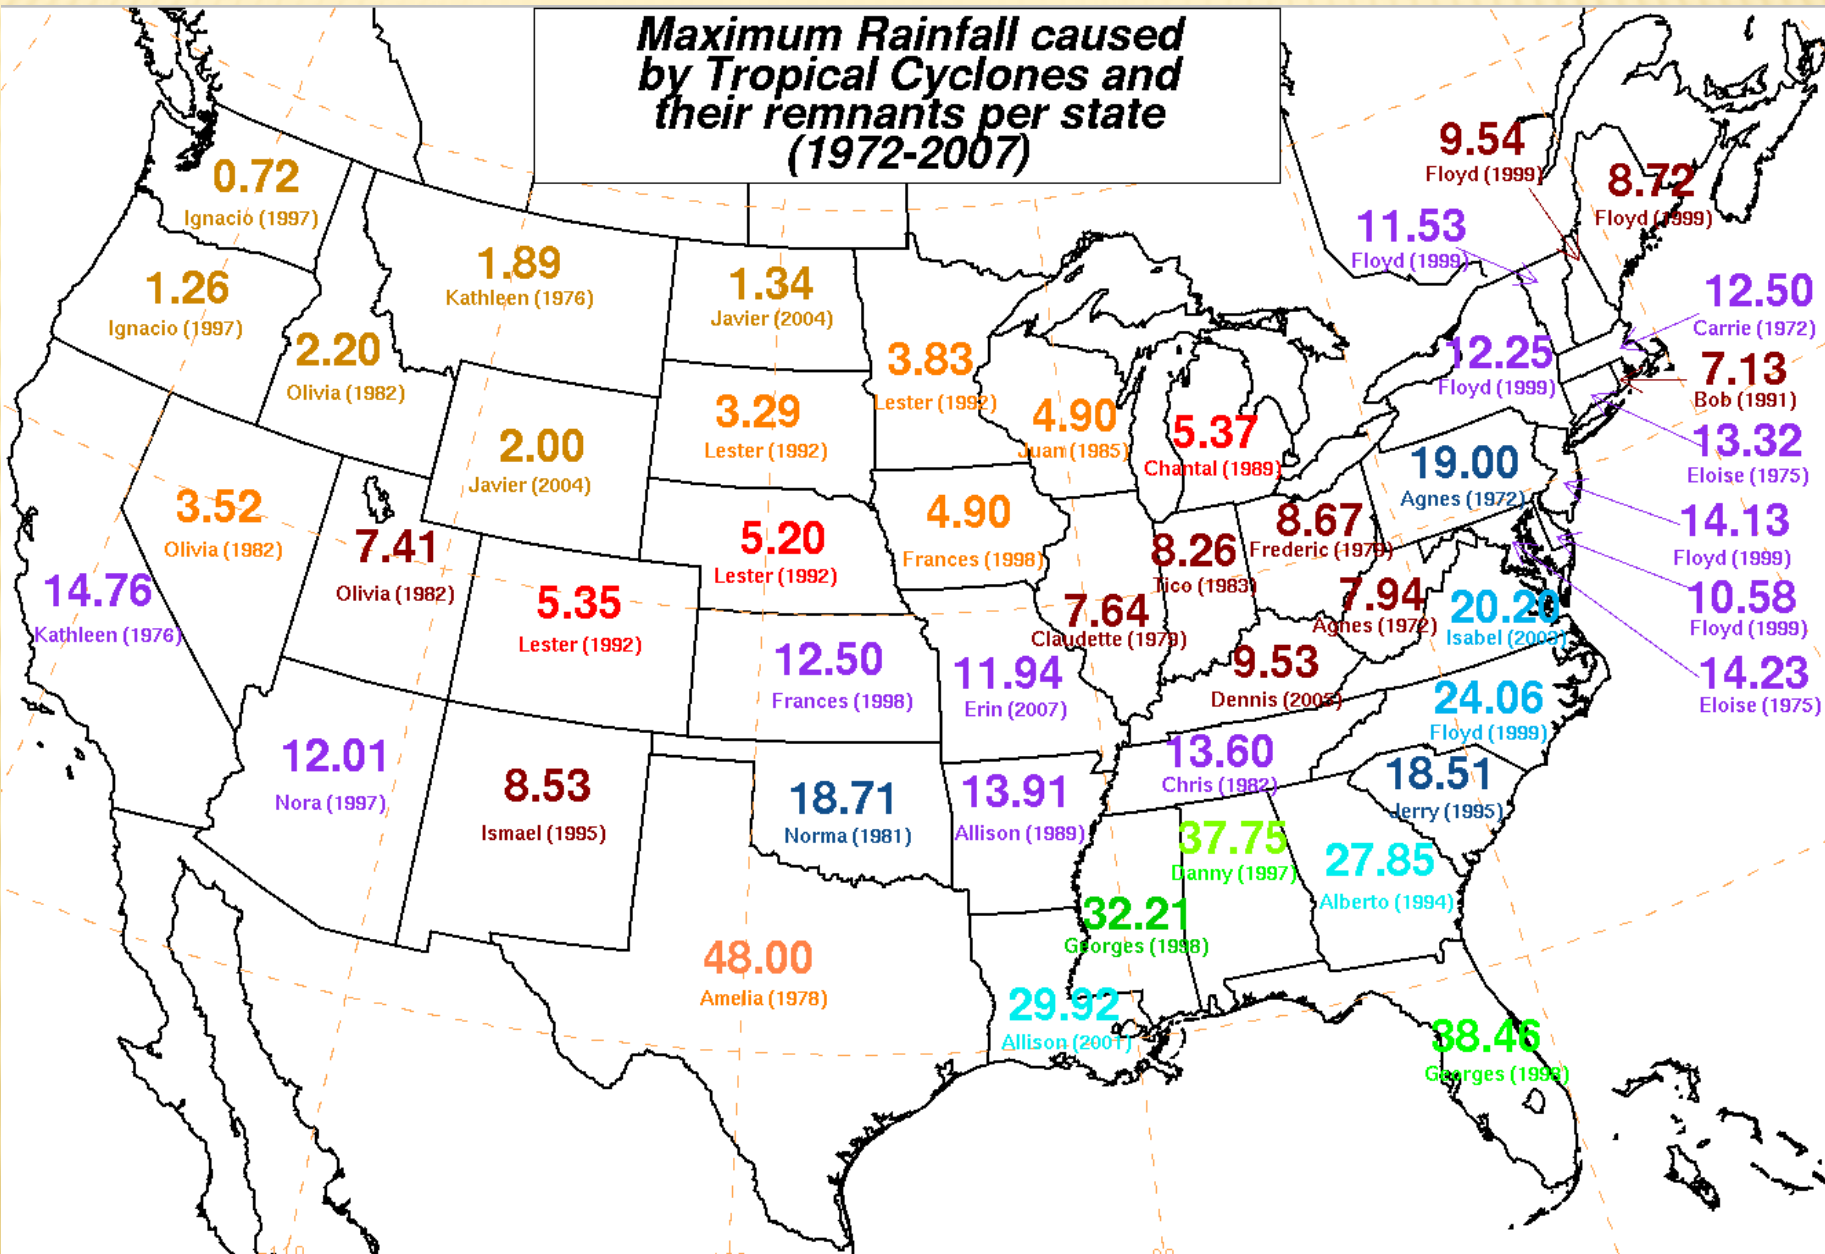 Maximum Rainfall caused
by Tropical Cyclones and
their remnants per state
(1972-2007)
0.72
Ignacio (1997)
1.26
Ignacio (1997)
2.20
Olivia (1982)
1.89
Kathleen (1976)
1.34
Javier (2004)
3.83
Lester (1992)
3.29
Lester (1992)
2.00
Javier (2004)
4.90
Juan (1985)
5.37
Chantal (1989)
9.54
Floyd (1999)
8.72
Floyd (1999)
11.53
Floyd (1999)
12.50
Carrie (1972)
12.25
Floyd (1999)
7.13
Bob (1991)
13.32
Eloise (1975)
19.00
Agnes (1972)
14.13
Floyd (1999)
10.58
Floyd (1999)
14.23
Eloise (1975)
3.52
Olivia (1982)
7.41
Olivia (1982)
14.76
Kathleen (1976)
5.35
Lester (1992)
5.20
Lester (1992)
4.90
Frances (1998)
8.26
Tico (1983)
8.67
Frederic (1979)
7.64
Claudette (1979)
7.94
Agnes (1972)
20.20
Isabel (2003)
9.53
Dennis (2005)
24.06
Floyd (1999)
12.50
Frances (1998)
11.94
Erin (2007)
12.01
Nora (1997)
8.53
Ismael (1995)
18.71
Norma (1981)
13.91
Allison (1989)
13.60
Chris (1982)
18.51
Jerry (1995)
37.75
Danny (1997)
27.85
Alberto (1994)
32.21
Georges (1998)
48.00
Amelia (1978)
29.92
Allison (2001)
38.46
Georges (1998)